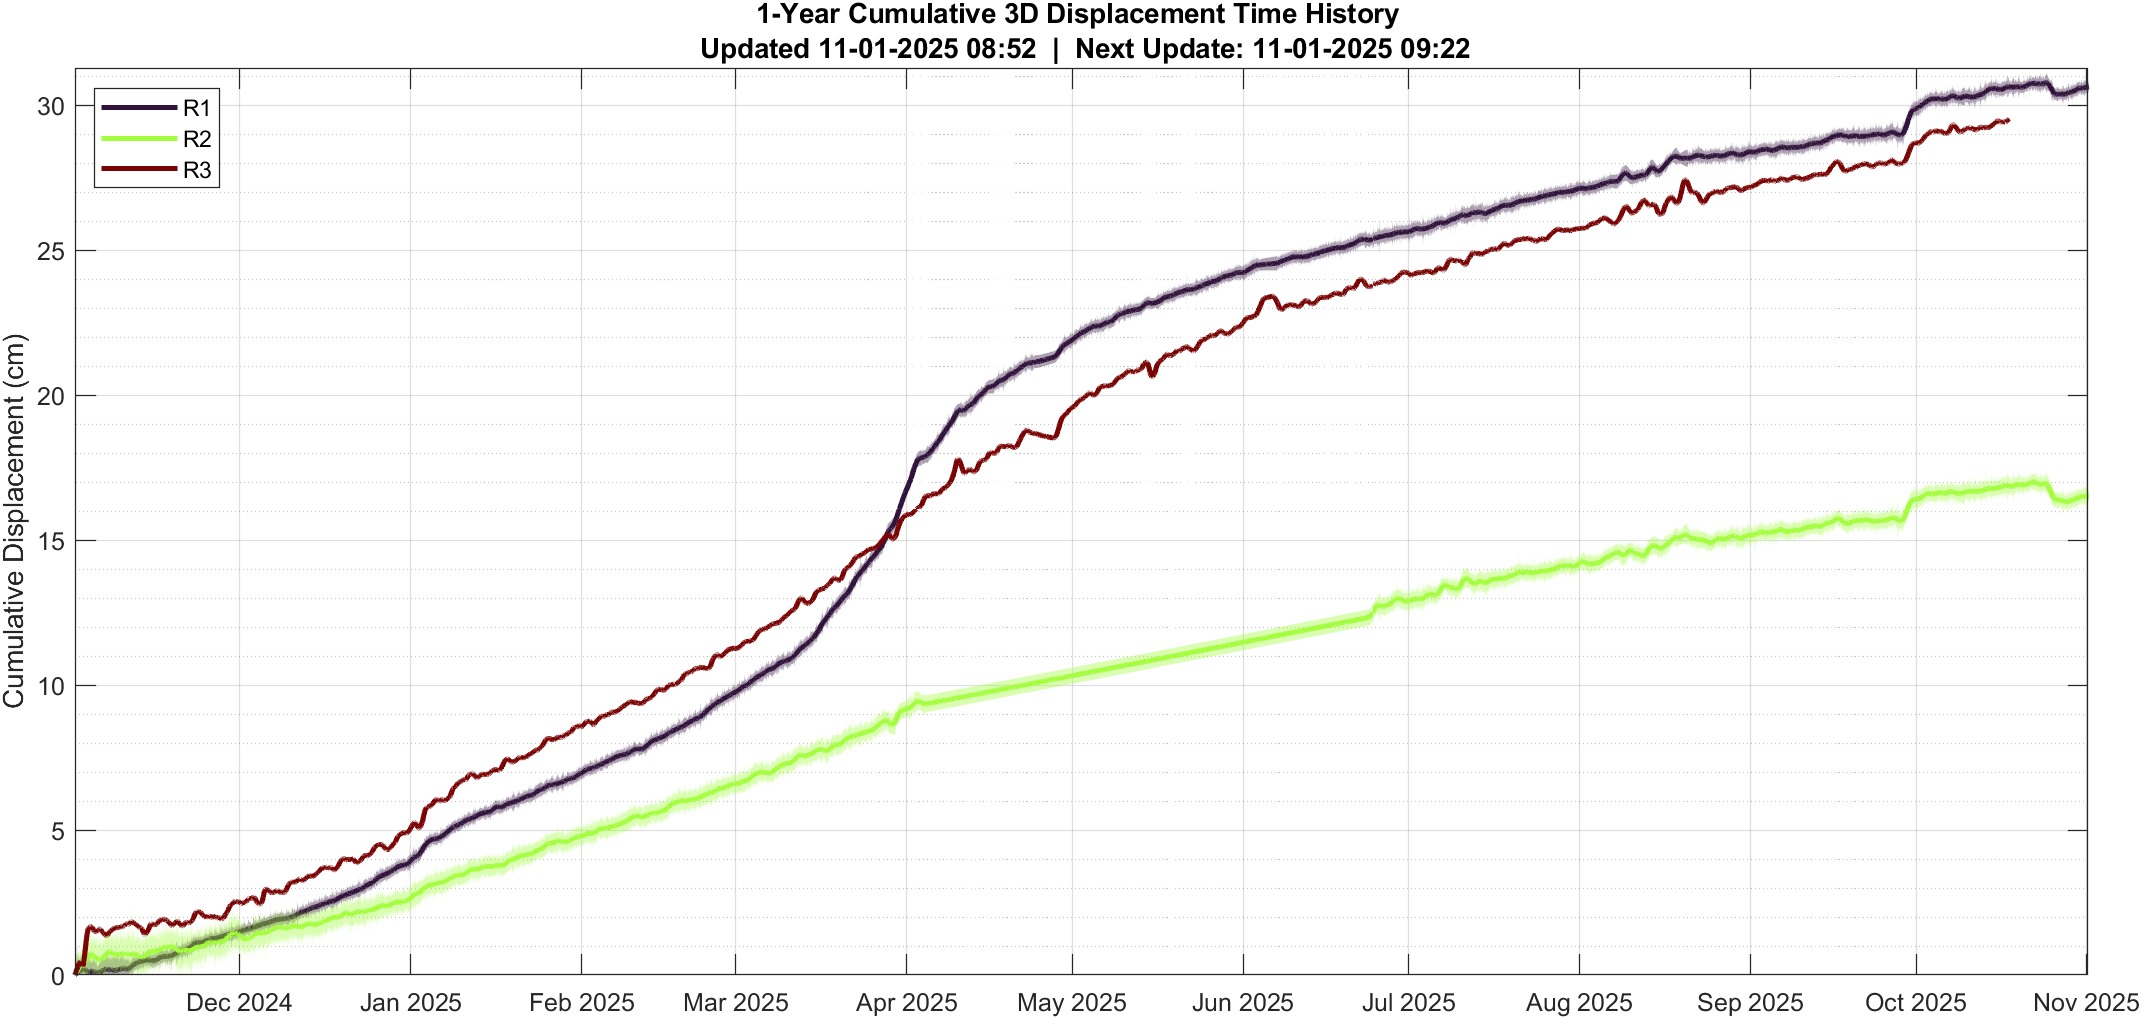 1-Year Cumulative 3D Displacement Time History
Updated 11-01-2025 08:52 | Next Update: 11-01-2025 09:22
R1
R2
R3
Cumulative Displacement (cm)
30
25
20
15
10
5
0
Dec 2024 Jan 2025 Feb 2025 Mar 2025 Apr 2025 May 2025 Jun 2025 Jul 2025 Aug 2025 Sep 2025 Oct 2025 Nov 2025